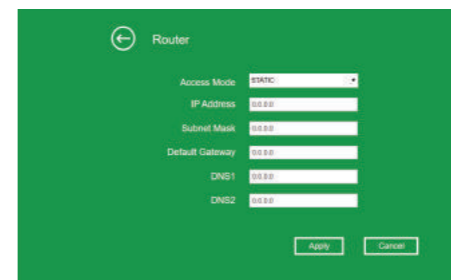 Router
Access Mode STATIC
IP Address 0.0.0.0
Subnet Mask 0.0.0.0
Default Gateway 0.0.0.0
DNS1 0.0.0.0
DNS2 0.0.0.0
Apply Cancel